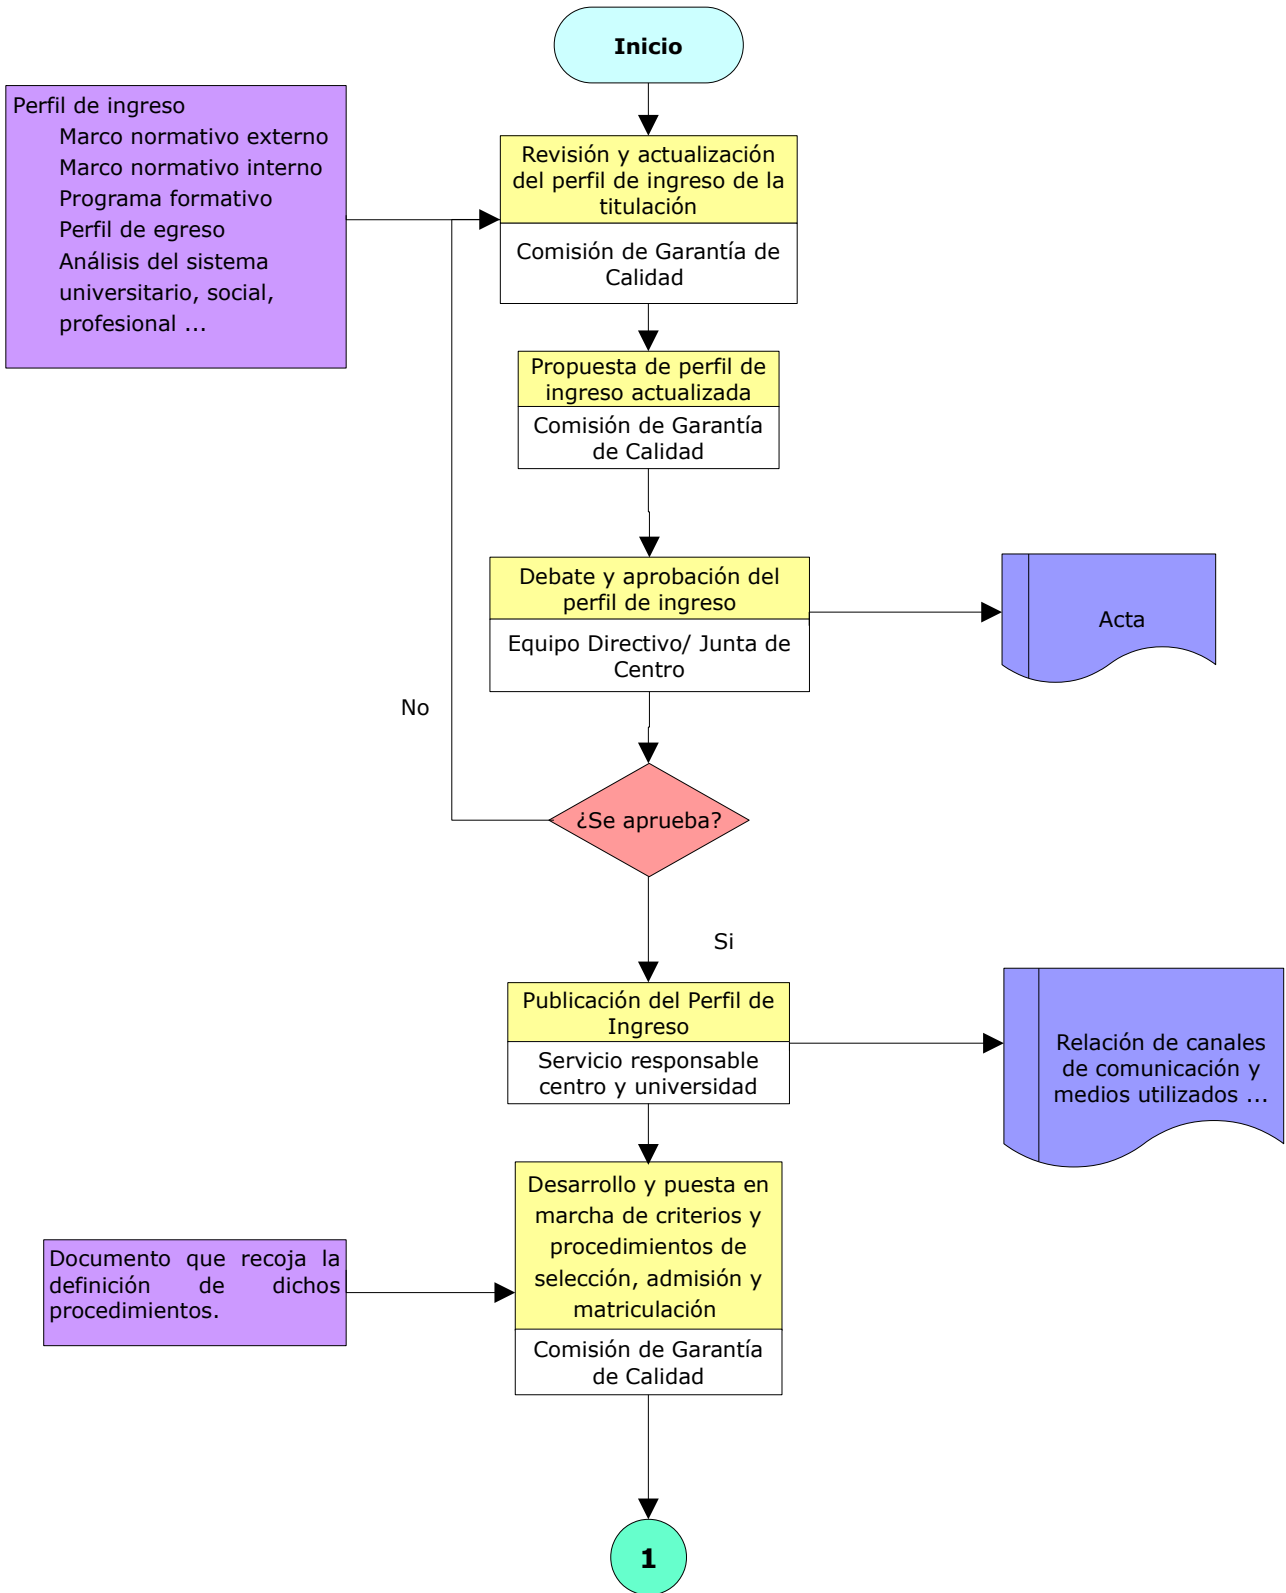 Inicio
Perfil de ingreso
Marco normativo externo
Marco normativo interno
Programa formativo
Perfil de egreso
Análisis del sistema
universitario, social,
profesional ...
Revisión y actualización
del perfil de ingreso de la
titulación
Comisión de Garantía de
Calidad
Propuesta de perfil de
ingreso actualizada
Comisión de Garantía
de Calidad
Debate y aprobación del
perfil de ingreso
Equipo Directivo/ Junta de
Centro
Acta
No
¿Se aprueba?
Si
Publicación del Perfil de
Ingreso
Servicio responsable
centro y universidad
Relación de canales
de comunicación y
medios utilizados ...
Desarrollo y puesta en
marcha de criterios y
procedimientos de
selección, admisión y
matriculación
Comisión de Garantía
de Calidad
Documento que recoja la
definición de dichos
procedimientos.
1